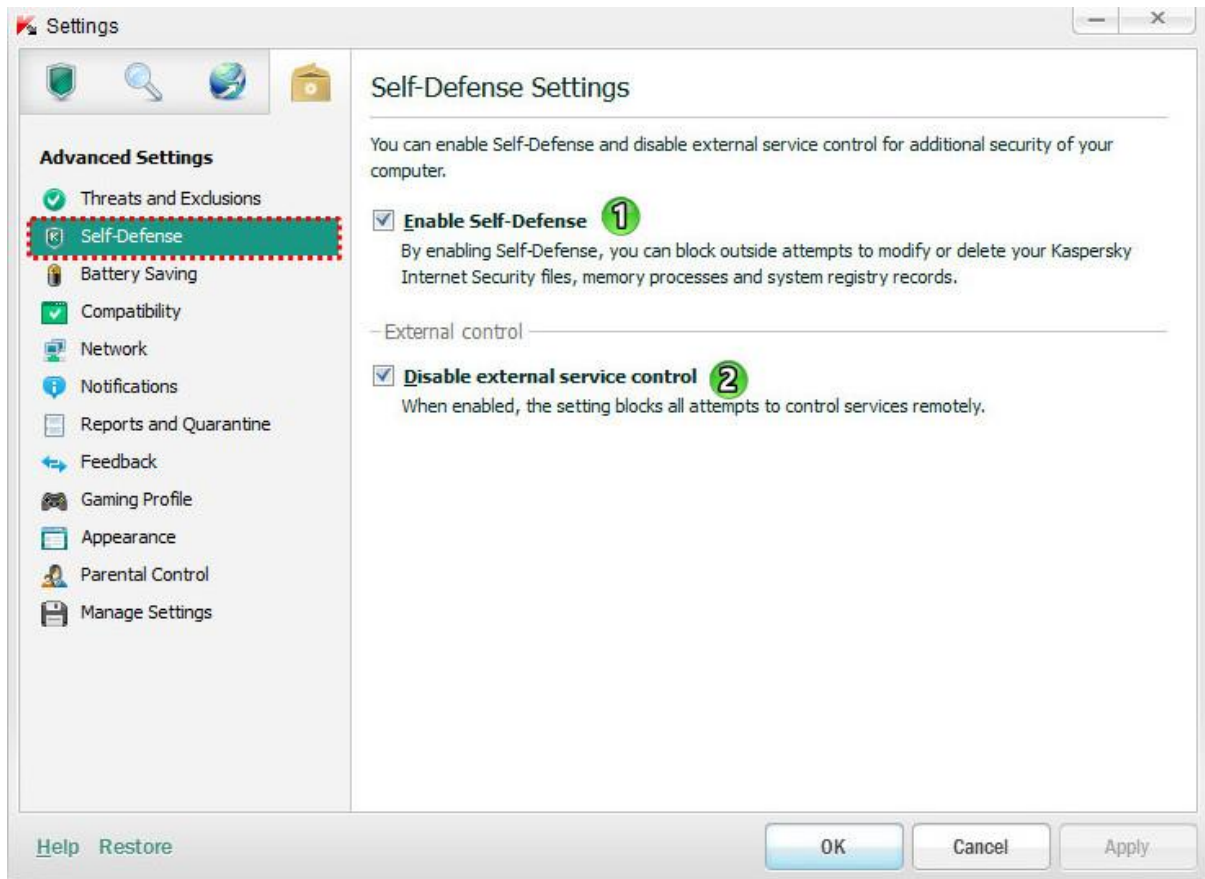 Settings
Self-Defense Settings
You can enable Self-Defense and disable external service control for additional security of your
computer.
Advanced Settings
Threats and Exclusions
Self-Defense
Battery Saving
Compatibility
Network
Notifications
Reports and Quarantine
Feedback
Gaming Profile
Appearance
Parental Control
Manage Settings
Enable Self-Defense 1
By enabling Self-Defense, you can block outside attempts to modify or delete your Kaspersky
Internet Security files, memory processes and system registry records.
External control
Disable external service control 2
When enabled, the setting blocks all attempts to control services remotely.
Help Restore OK Cancel Apply